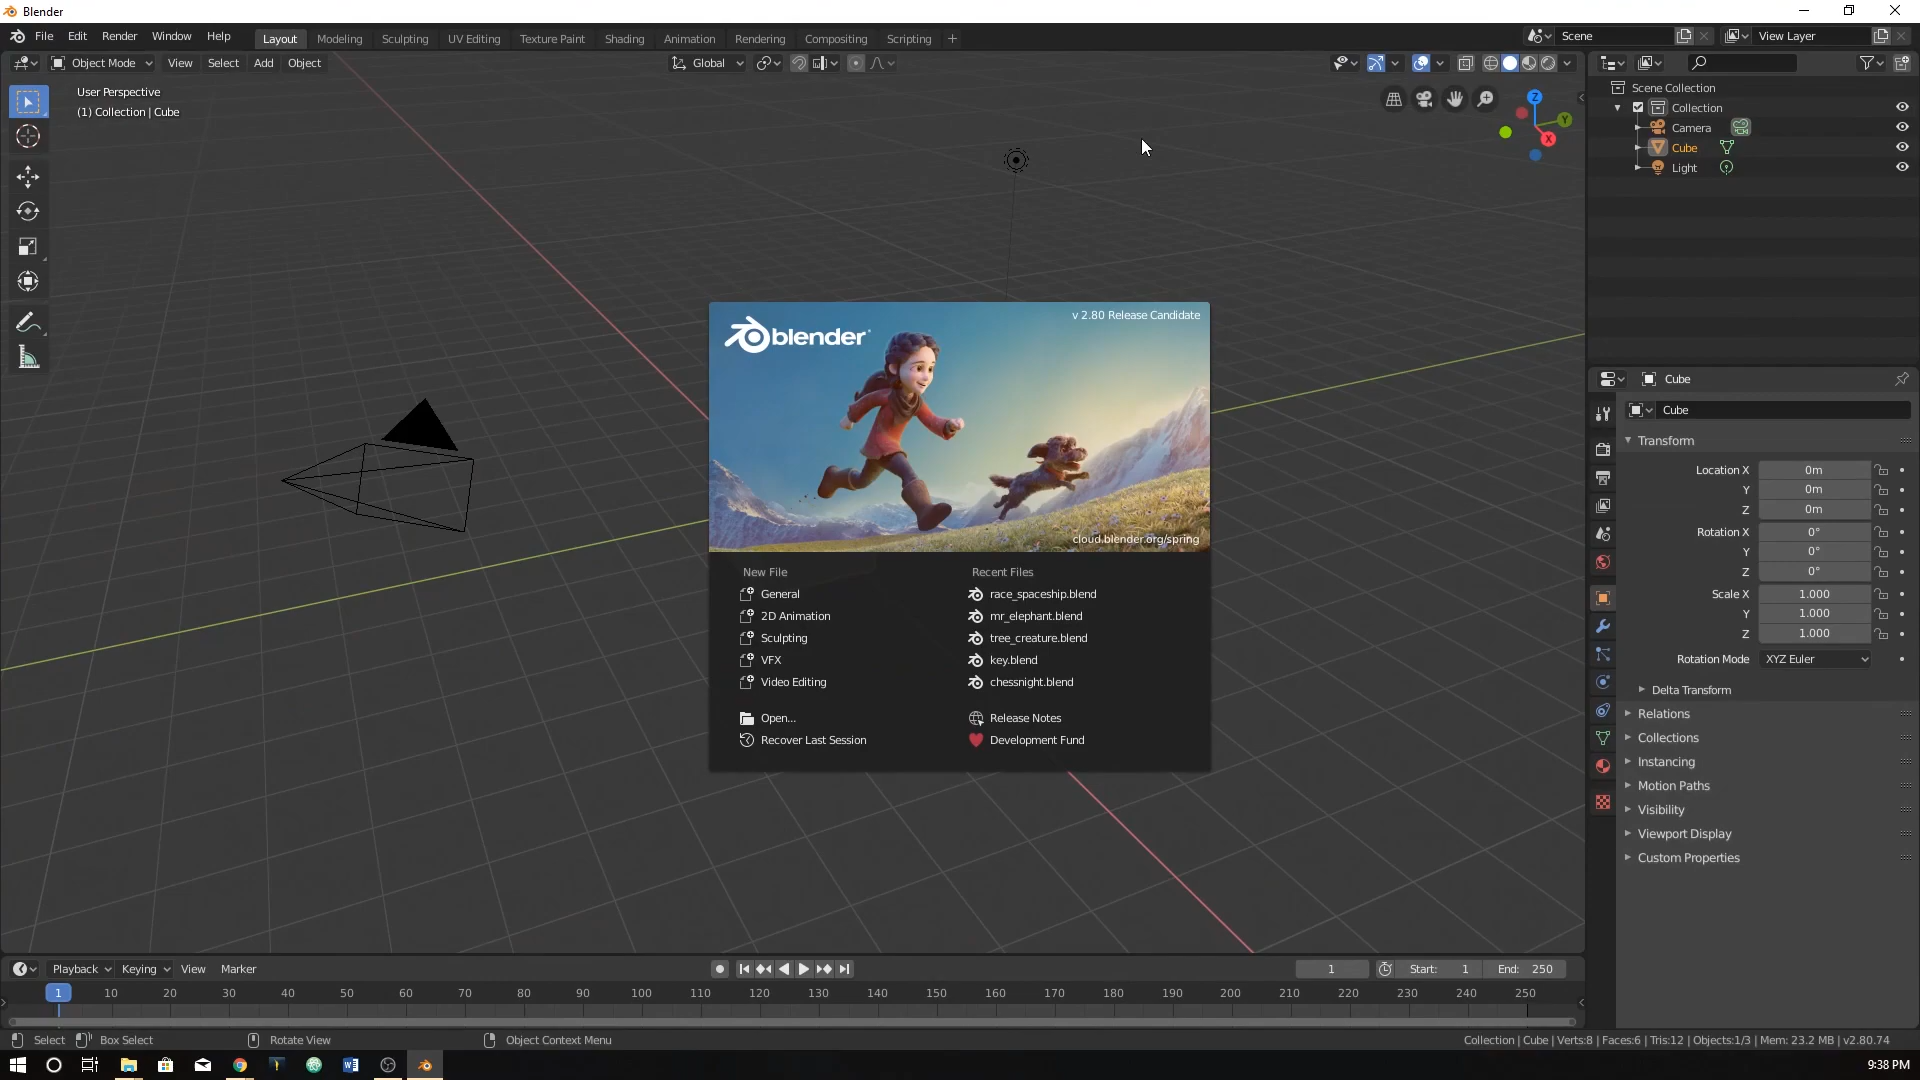 Blender
File Edit Render Window Help Layout Modeling Sculpting UV Editing Texture Paint Shading Animation Rendering Compositing Scripting + Scene View Layer
Object Mode View Select Add Object Global
User Perspective
(1) Collection | Cube
Z
Y
X
Scene Collection
Collection
Camera
Cube
Light
blender
v 2.80 Release Candidate
cloud.blender.org/spring
New File
General
2D Animation
Sculpting
VFX
Video Editing
Open...
Recover Last Session
Recent Files
race_spaceship.blend
mr_elephant.blend
tree_creature.blend
key.blend
chessnight.blend
Release Notes
Development Fund
Cube
Cube
Transform
Location X 0m
Y 0m
Z 0m
Rotation X 0°
Y 0°
Z 0°
Scale X 1.000
Y 1.000
Z 1.000
Rotation Mode XYZ Euler
Delta Transform
Relations
Collections
Instancing
Motion Paths
Visibility
Viewport Display
Custom Properties
Playback Keying View Marker 1 Start: 1 End: 250
1 10 20 30 40 50 60 70 80 90 100 110 120 130 140 150 160 170 180 190 200 210 220 230 240 250
Select Box Select Rotate View Object Context Menu Collection | Cube | Verts:8 | Faces:6 | Tris:12 | Objects:1/3 | Mem: 23.2 MB | v2.80.74
9:38 PM